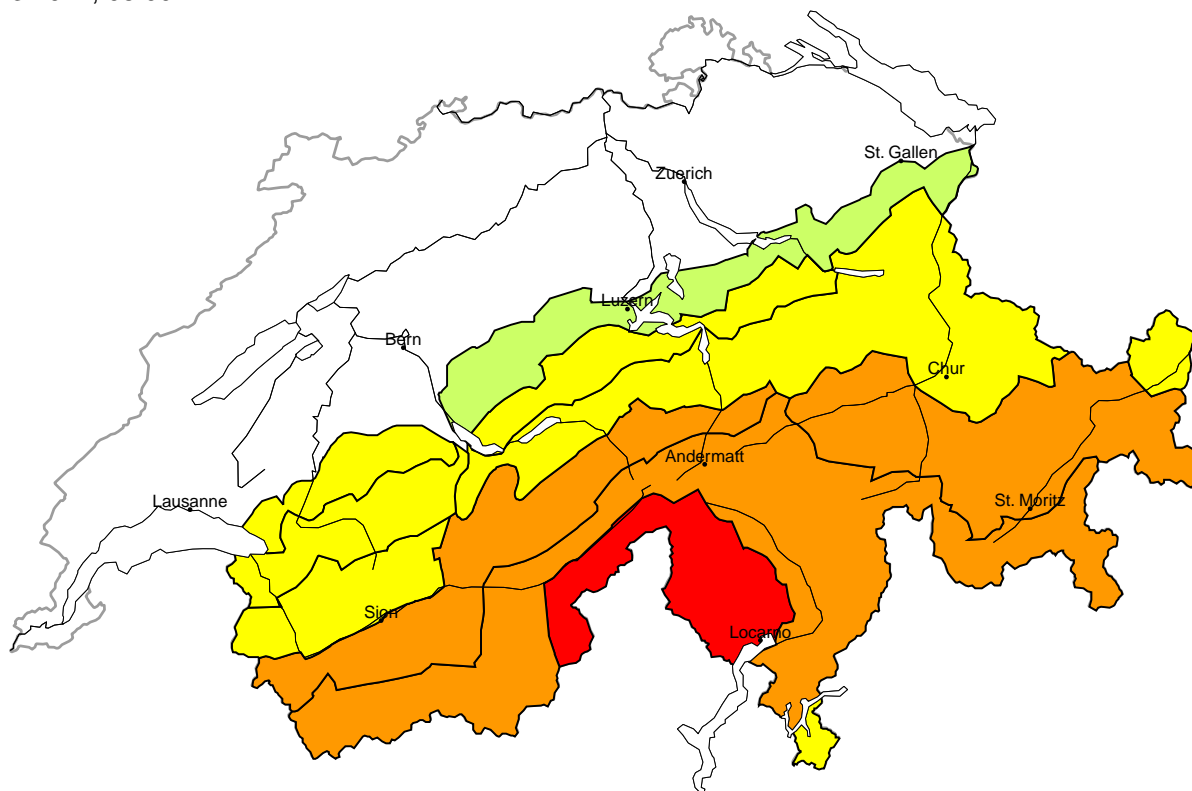 St. Gallen
Zuerich
Luzern
Bern
Chur
Andermatt
Lausanne
St. Moritz
Sion
Locarno